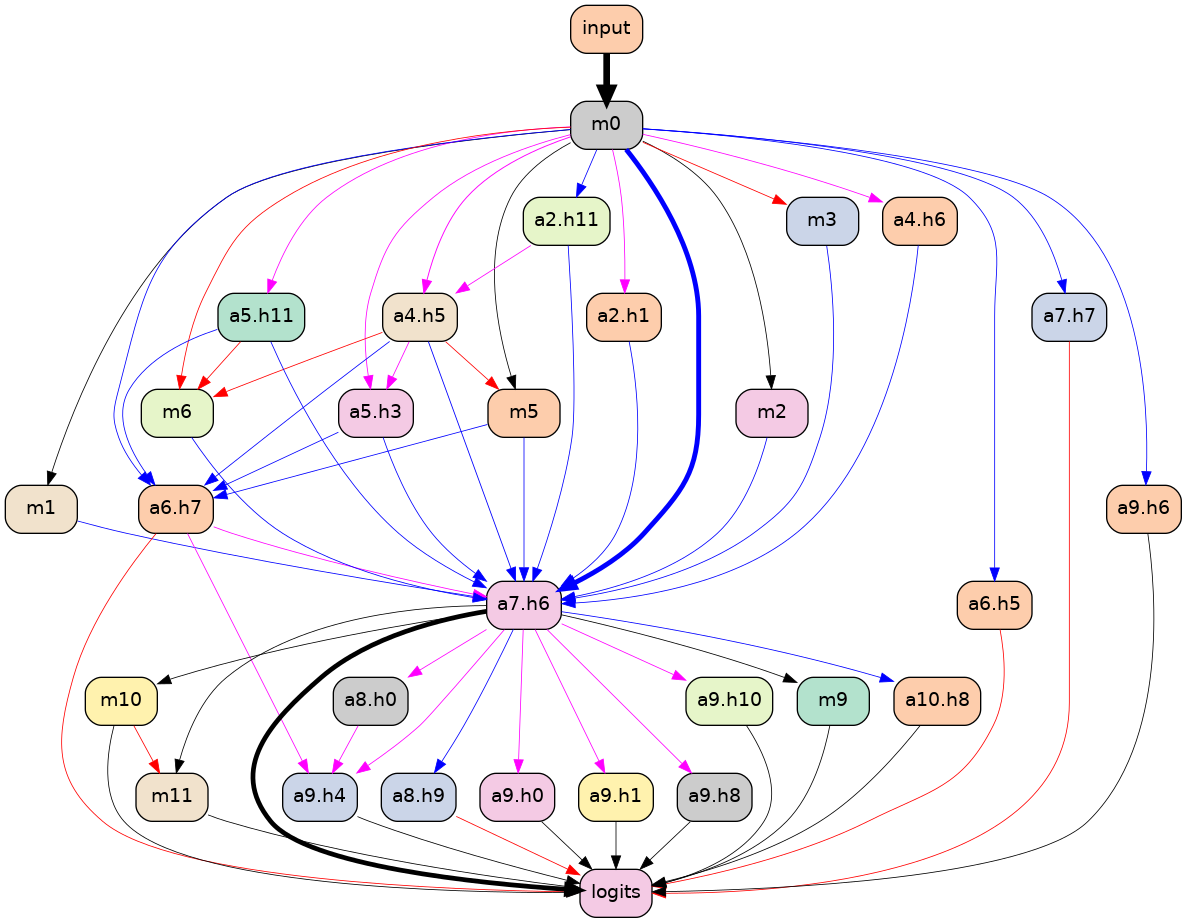 input
m0
a2.h11 m3 a4.h6
a5.h11 a4.h5 a2.h1 a7.h7
m6 a5.h3 m5 m2
m1 a6.h7 a9.h6
a7.h6 a6.h5
m10 a8.h0 a9.h10 m9 a10.h8
m11 a9.h4 a8.h9 a9.h0 a9.h1 a9.h8
logits